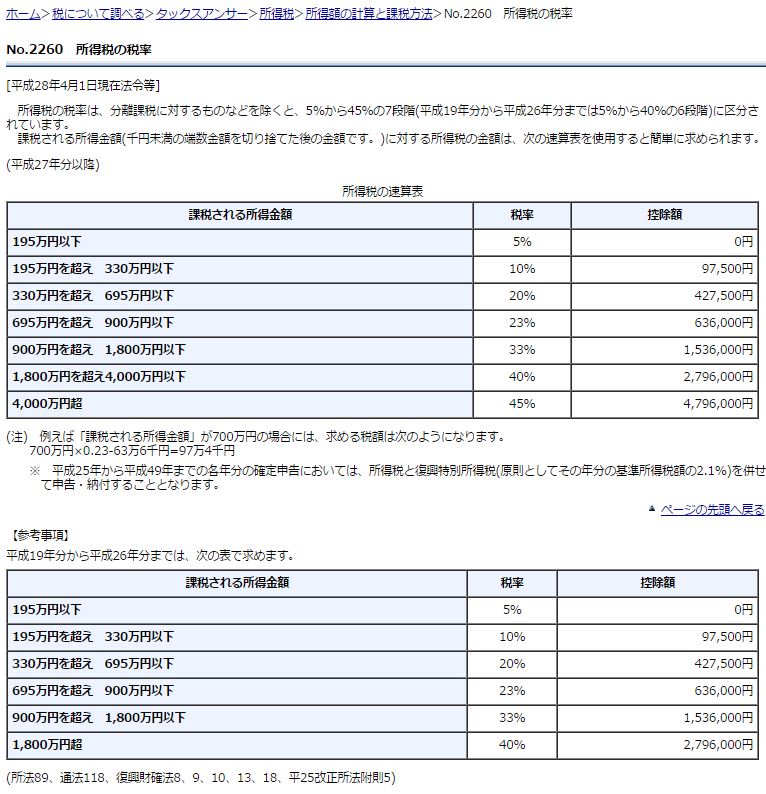 ホーム>税について調べる>タックスアンサー>所得税>所得額の計算と課税方法>No.2260　所得税の税率
No.2260　所得税の税率
[平成28年4月1日現在法令等]
所得税の税率は、分離課税に対するものなどを除くと、5%から45%の7段階(平成19年分から平成26年分までは5%から40%の6段階)に区分さ
れています。
課税される所得金額(千円未満の端数金額を切り捨てた後の金額です。)に対する所得税の金額は、次の速算表を使用すると簡単に求められます。
(平成27年分以降)
所得税の速算表
課税される所得金額 税率 控除額
195万円以下 5% 0円
195万円を超え　330万円以下 10% 97,500円
330万円を超え　695万円以下 20% 427,500円
695万円を超え　900万円以下 23% 636,000円
900万円を超え　1,800万円以下 33% 1,536,000円
1,800万円を超え4,000万円以下 40% 2,796,000円
4,000万円超 45% 4,796,000円
(注)　例えば「課税される所得金額」が700万円の場合には、求める税額は次のようになります。
700万円×0.23-63万6千円=97万4千円
※　平成25年から平成49年までの各年分の確定申告においては、所得税と復興特別所得税(原則としてその年分の基準所得税額の2.1%)を併せ
て申告・納付することとなります。
▲ ページの先頭へ戻る
【参考事項】
平成19年分から平成26年分までは、次の表で求めます。
課税される所得金額 税率 控除額
195万円以下 5% 0円
195万円を超え　330万円以下 10% 97,500円
330万円を超え　695万円以下 20% 427,500円
695万円を超え　900万円以下 23% 636,000円
900万円を超え　1,800万円以下 33% 1,536,000円
1,800万円超 40% 2,796,000円
(所法89、通法118、復興財確法8、9、10、13、18、平25改正所法附則5)